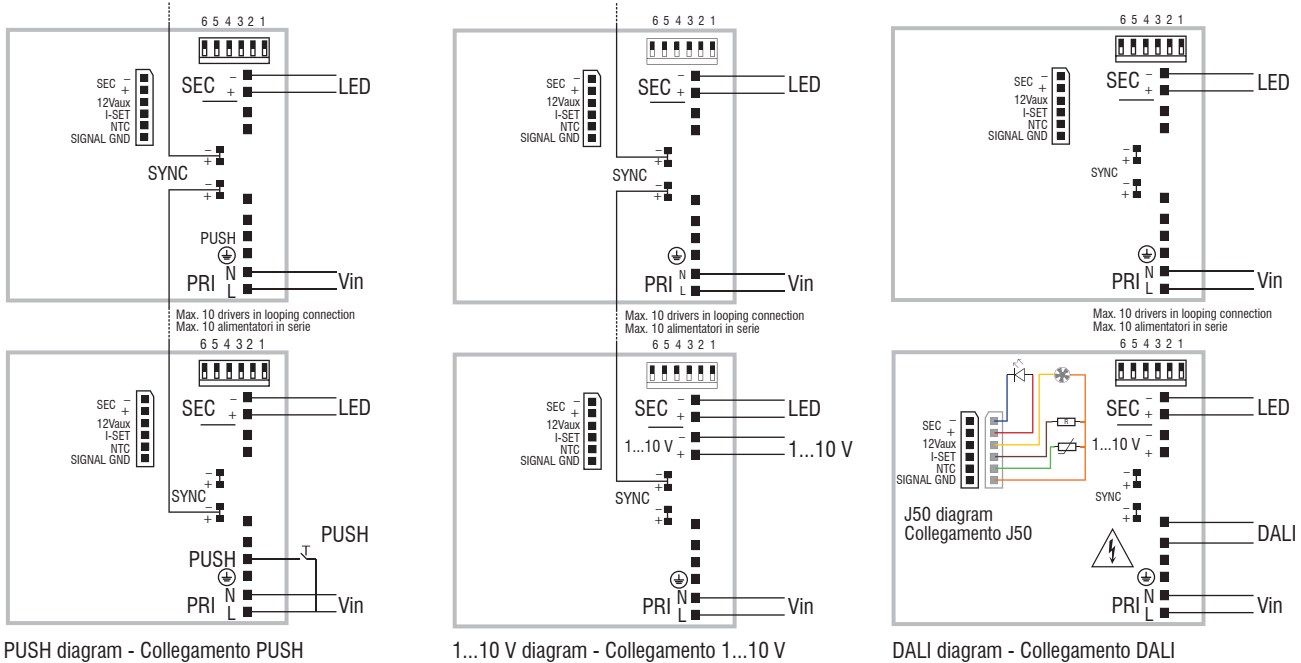 6 5 4 3 2 1
SEC −
+
12Vaux
I-SET
NTC
SIGNAL GND
SEC −
+
LED
−
+
SYNC
−
+
PUSH
N
PRI
L
Vin
Max. 10 drivers in looping connection
Max. 10 alimentatori in serie
6 5 4 3 2 1
SEC −
+
12Vaux
I-SET
NTC
SIGNAL GND
SEC −
+
LED
−
+
SYNC
−
+
PUSH
PUSH
N
PRI
L
Vin
PUSH diagram - Collegamento PUSH
6 5 4 3 2 1
SEC −
+
12Vaux
I-SET
NTC
SIGNAL GND
SEC −
+
LED
−
+
SYNC
−
+
N
PRI
L
Vin
Max. 10 drivers in looping connection
Max. 10 alimentatori in serie
6 5 4 3 2 1
SEC −
+
12Vaux
I-SET
NTC
SIGNAL GND
SEC −
+
LED
1...10 V −
+
1...10 V
−
+
SYNC
−
+
N
PRI
L
Vin
1...10 V diagram - Collegamento 1...10 V
6 5 4 3 2 1
SEC −
+
12Vaux
I-SET
NTC
SIGNAL GND
SEC −
+
LED
−
+
SYNC
−
+
N
PRI
L
Vin
Max. 10 drivers in looping connection
Max. 10 alimentatori in serie
6 5 4 3 2 1
SEC −
+
12Vaux
I-SET
NTC
SIGNAL GND
R
J50 diagram
Collegamento J50
SEC −
+
LED
1...10 V −
+
−
+
SYNC
−
+
DALI
N
PRI
L
Vin
DALI diagram - Collegamento DALI